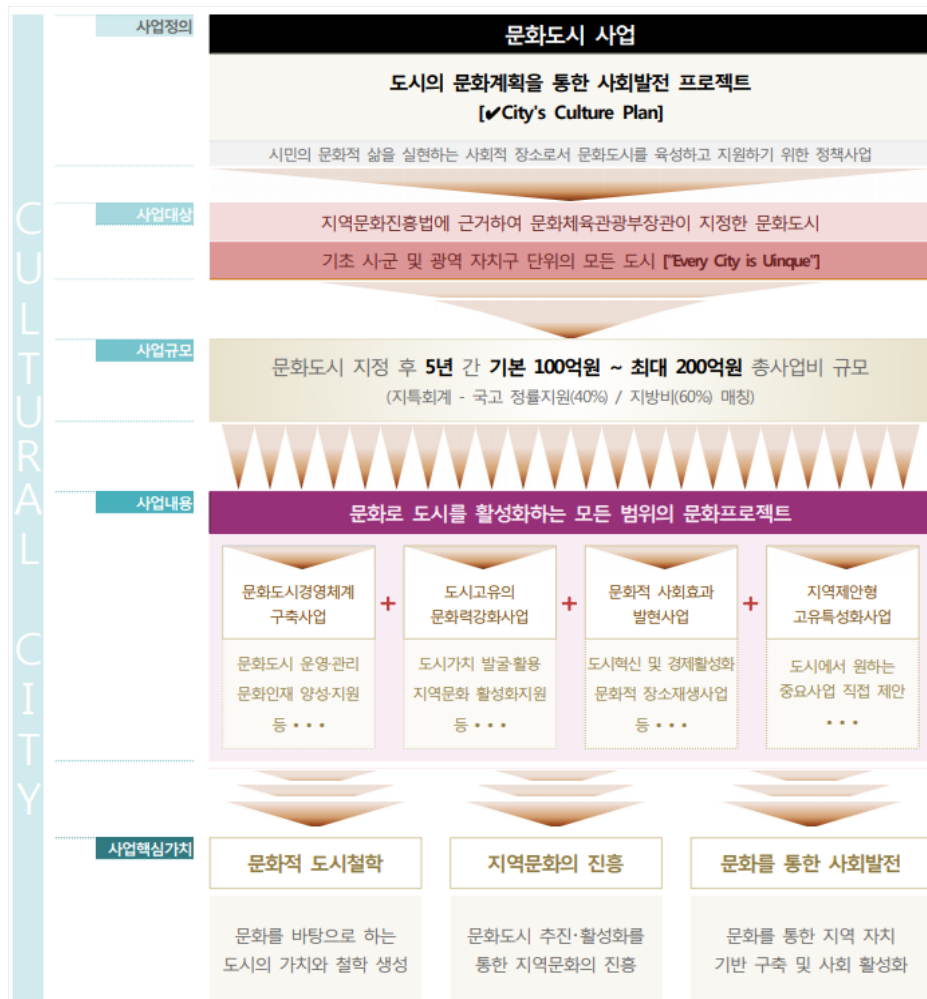 CULTURAL CITY
사업정의
문화도시 사업
도시의 문화계획을 통한 사회발전 프로젝트
[✔City's Culture Plan]
시민의 문화적 삶을 실현하는 사회적 장소로서 문화도시를 육성하고 지원하기 위한 정책사업
사업대상
지역문화진흥법에 근거하여 문화체육관광부장관이 지정한 문화도시
기초 시·군 및 광역 자치구 단위의 모든 도시 ["Every City is Uinque"]
사업규모
문화도시 지정 후 5년 간 기본 100억원 ~ 최대 200억원 총사업비 규모
(지특회계 - 국고 정률지원(40%) / 지방비(60%) 매칭)
사업내용
문화로 도시를 활성화하는 모든 범위의 문화프로젝트
문화도시경영체계
구축사업
문화도시 운영·관리
문화인재 양성·지원
등 • • •
+
도시고유의
문화력강화사업
도시가치 발굴·활용
지역문화 활성화지원
등 • • •
+
문화적 사회효과
발현사업
도시혁신 및 경제활성화
문화적 장소재생사업
등 • • •
+
지역제안형
고유특성화사업
도시에서 원하는
중요사업 직접 제안
• • •
사업핵심가치
문화적 도시철학
문화를 바탕으로 하는
도시의 가치와 철학 생성
지역문화의 진흥
문화도시 추진·활성화를
통한 지역문화의 진흥
문화를 통한 사회발전
문화를 통한 지역 자치
기반 구축 및 사회 활성화